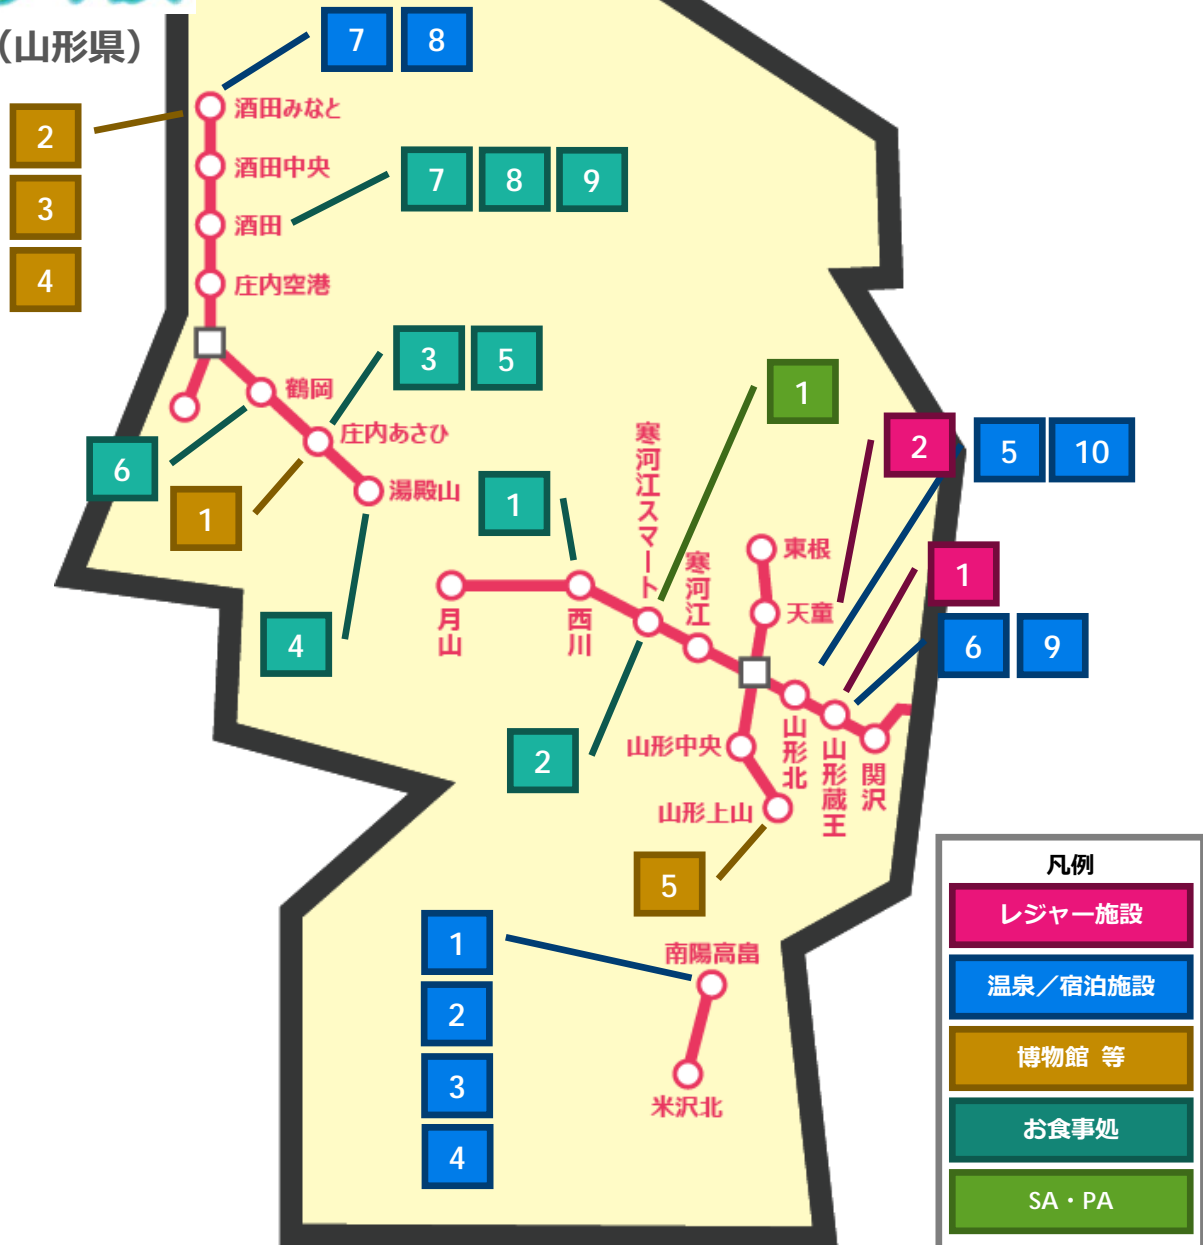 （山形県）
7 8
酒田みなと
2
3
4
酒田中央
7 8 9
酒田
庄内空港
3 5
鶴岡
庄内あさひ
6
1
湯殿山
4
1
1
2
5 10
寒河江スマート
寒河江
東根
天童
1
6 9
月山
西川
2
山形中央
山形北
山形蔵王
関沢
山形上山
5
1
2
3
4
南陽高畠
米沢北
凡例
レジャー施設
温泉／宿泊施設
博物館 等
お食事処
SA・PA